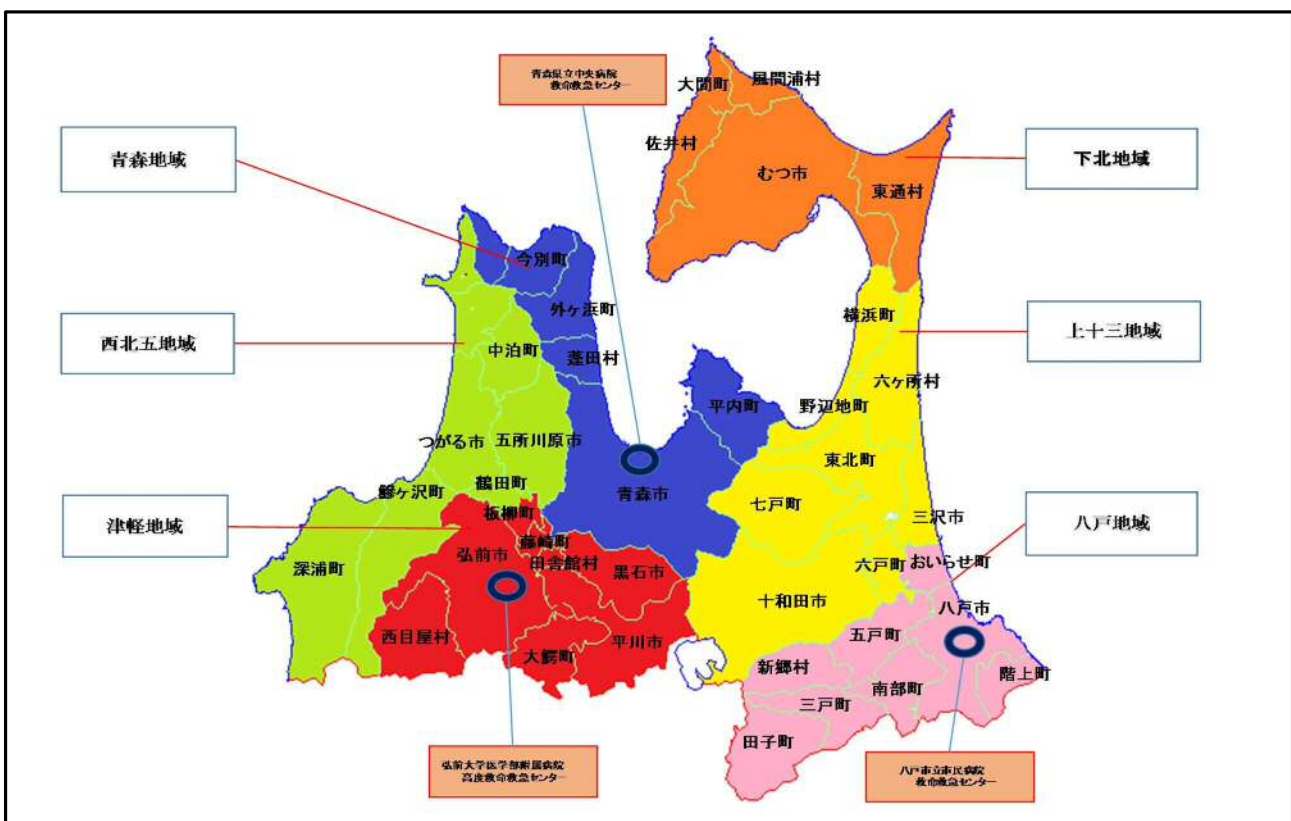 青森県立中央病院
救命救急センター
大間町
風間浦村
青森地域
佐井村
むつ市
東通村
下北地域
今別町
外ヶ浜町
横浜町
上十三地域
西北五地域
中泊町
蓬田村
六ヶ所村
平内町
野辺地町
つがる市
五所川原市
東北町
鰺ヶ沢町
鶴田町
青森市
七戸町
板柳町
三沢市
津軽地域
藤崎町
弘前市
田舎館村
黒石市
六戸町
おいらせ町
八戸地域
深浦町
十和田市
八戸市
西目屋村
平川市
五戸町
大鰐町
新郷村
南部町
階上町
三戸町
田子町
弘前大学医学部附属病院
高度救命救急センター
八戸市立市民病院
救命救急センター